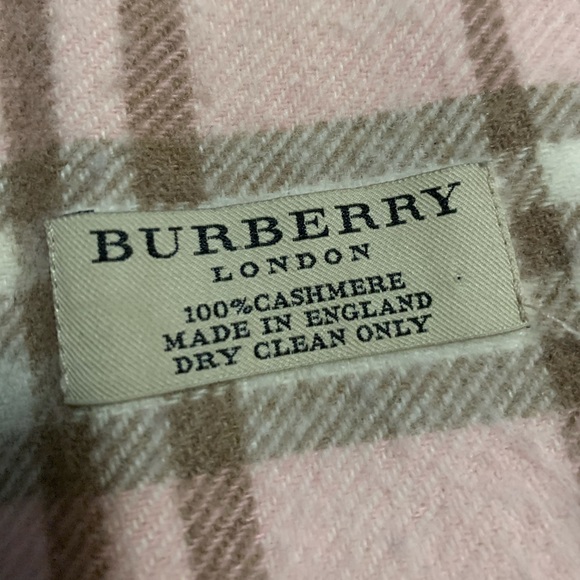 BURBERRY
LONDON
100%CASHMERE
MADE IN ENGLAND
DRY CLEAN ONLY